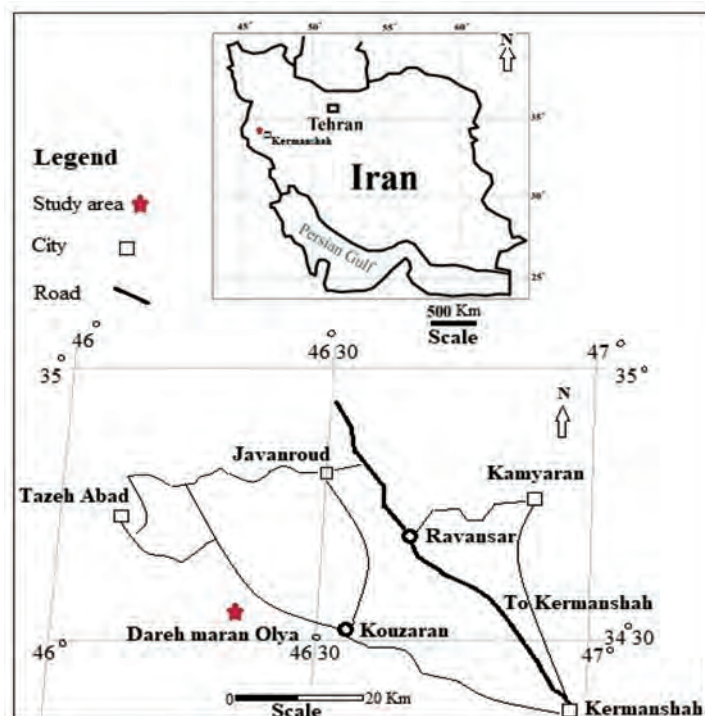 45° 50° 55° 60°
N
Tehran
35°
Kermanshah
Legend
Iran
Study area
30°
City
Persian Gulf
25°
Road
500 Km
Scale
46° 46° 30 47°
35° 35°
N
Javanroud
Kamyaran
Tazeh Abad
Ravansar
To Kermanshah
Dareh maran Olya
Kouzaran
34° 30
46° 46° 30 47°
0 20 Km
Scale
Kermanshah